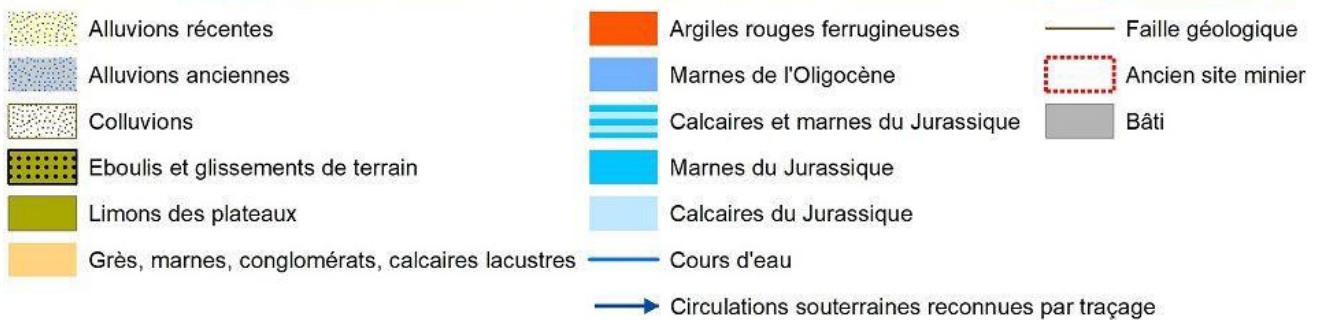 Alluvions récentes
Alluvions anciennes
Colluvions
Eboulis et glissements de terrain
Limons des plateaux
Grès, marnes, conglomérats, calcaires lacustres
Argiles rouges ferrugineuses
Marnes de l'Oligocène
Calcaires et marnes du Jurassique
Marnes du Jurassique
Calcaires du Jurassique
Cours d'eau
Circulations souterraines reconnues par traçage
Faille géologique
Ancien site minier
Bâti